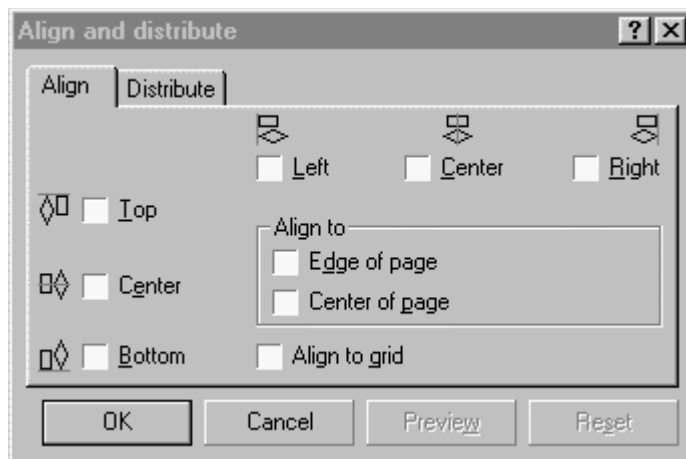 Align and distribute
Align Distribute
Left Center Right
Top
Align to
Edge of page
Center
Center of page
Bottom Align to grid
OK Cancel Preview Reset